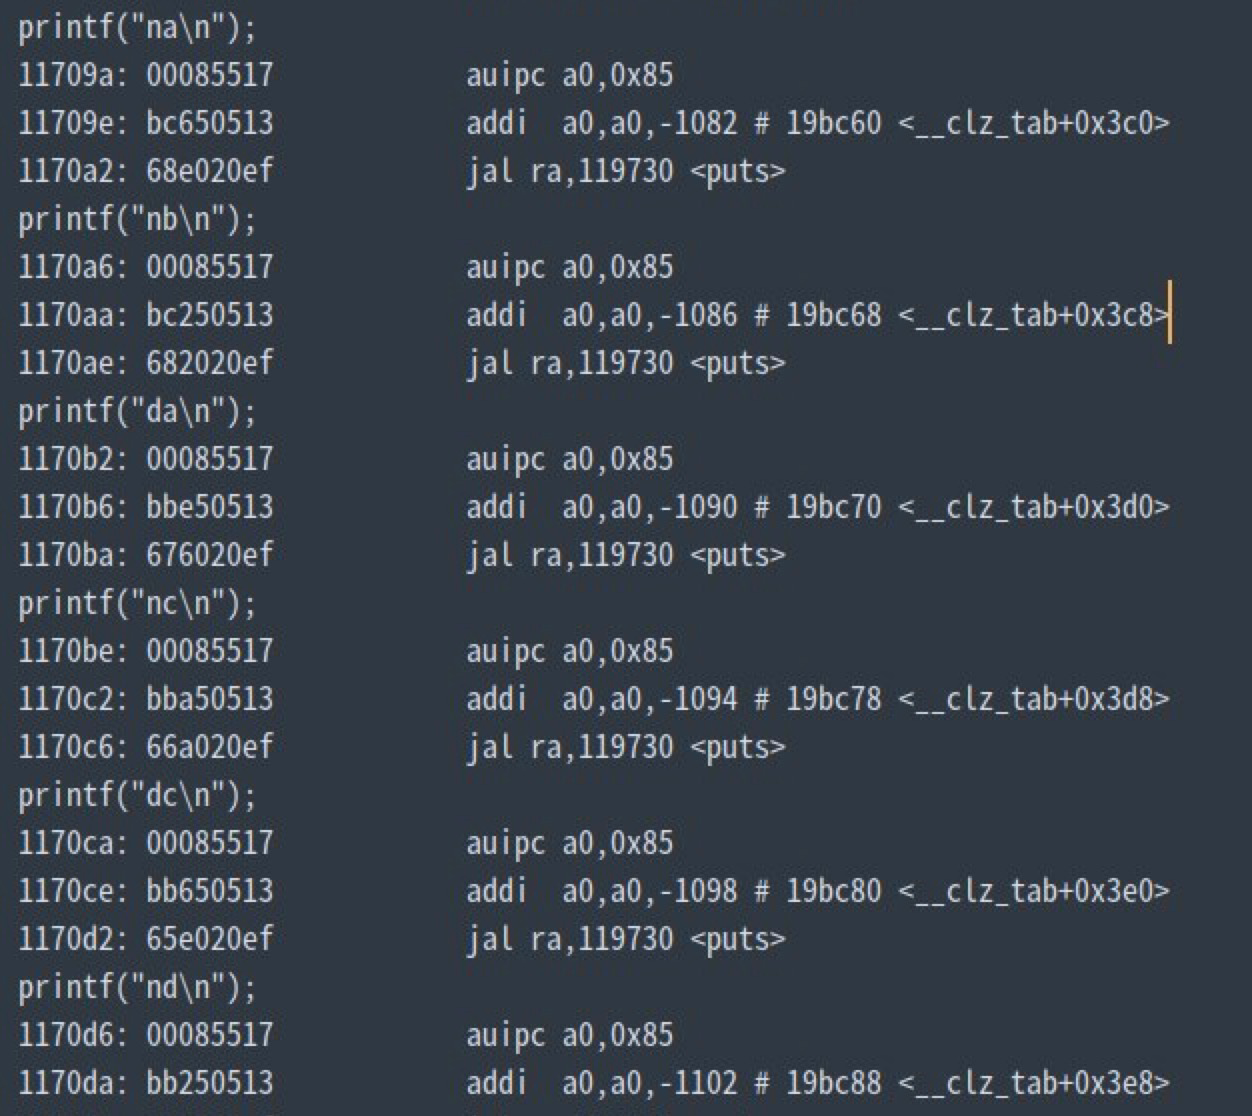 printf("na\n");
11709a: 00085517 auipc a0,0x85
11709e: bc650513 addi a0,a0,-1082 # 19bc60 <__clz_tab+0x3c0>
1170a2: 68e020ef jal ra,119730 <puts>
printf("nb\n");
1170a6: 00085517 auipc a0,0x85
1170aa: bc250513 addi a0,a0,-1086 # 19bc68 <__clz_tab+0x3c8>
1170ae: 682020ef jal ra,119730 <puts>
printf("da\n");
1170b2: 00085517 auipc a0,0x85
1170b6: bbe50513 addi a0,a0,-1090 # 19bc70 <__clz_tab+0x3d0>
1170ba: 676020ef jal ra,119730 <puts>
printf("nc\n");
1170be: 00085517 auipc a0,0x85
1170c2: bba50513 addi a0,a0,-1094 # 19bc78 <__clz_tab+0x3d8>
1170c6: 66a020ef jal ra,119730 <puts>
printf("dc\n");
1170ca: 00085517 auipc a0,0x85
1170ce: bb650513 addi a0,a0,-1098 # 19bc80 <__clz_tab+0x3e0>
1170d2: 65e020ef jal ra,119730 <puts>
printf("nd\n");
1170d6: 00085517 auipc a0,0x85
1170da: bb250513 addi a0,a0,-1102 # 19bc88 <__clz_tab+0x3e8>